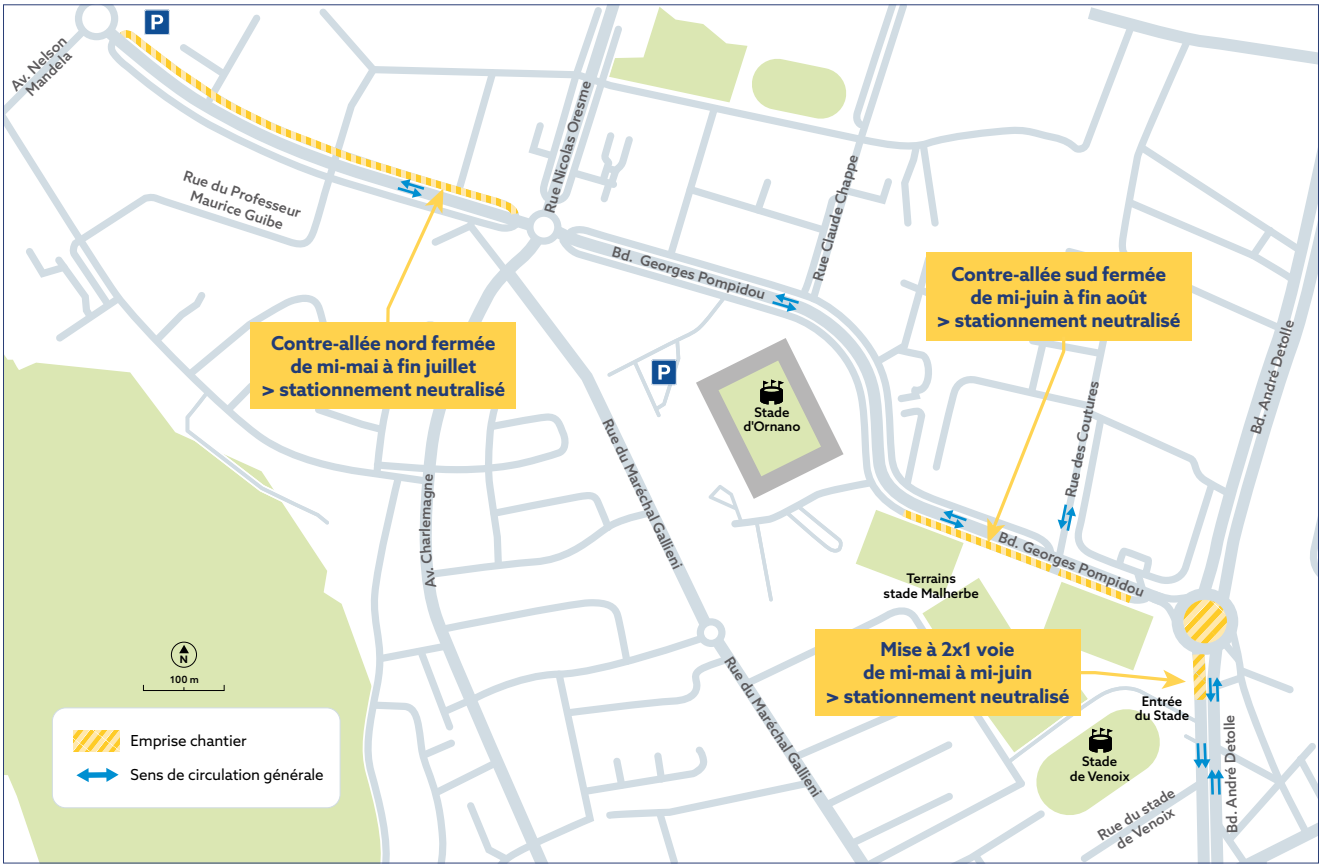 P
Av. Nelson
Mandela
Rue du Professeur
Maurice Guibe
Rue Nicolas Oresme
Rue Claude Chappe
Bd. Georges Pompidou
Contre-allée nord fermée
de mi-mai à fin juillet
> stationnement neutralisé
Contre-allée sud fermée
de mi-juin à fin août
> stationnement neutralisé
P
Stade
d'Ornano
Bd. André Detolle
Rue des Coutures
Rue du Maréchal Gallieni
Av. Charlemagne
Bd. Georges Pompidou
Terrains
stade Malherbe
Mise à 2x1 voie
de mi-mai à mi-juin
> stationnement neutralisé
Entrée
du Stade
Rue du Maréchal Gallieni
Stade
de Venoix
Bd. André Detolle
Rue du stade
de Venoix
N
100 m
Emprise chantier
Sens de circulation générale